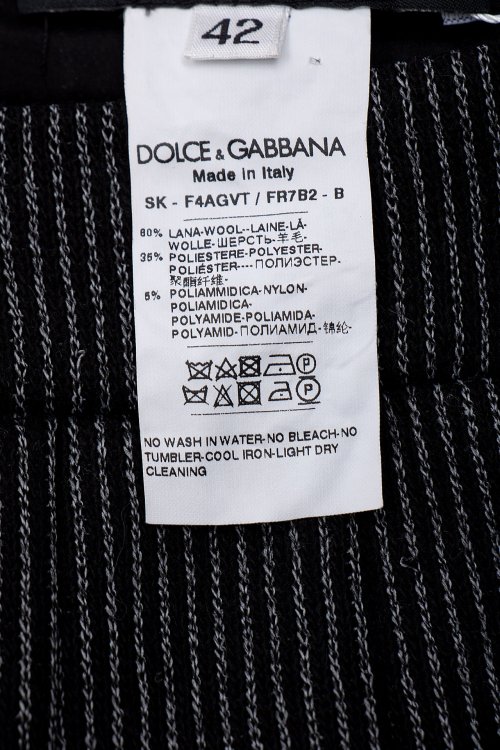 42
DOLCE & GABBANA
Made in Italy
SK - F4AGVT / FR7B2 - B
60% LANA-WOOL--LAINE-LÃ-
WOLLE-ШЕРСТЬ-羊毛-
35% POLIESTERE-POLYESTER-
POLIÉSTER----ПОЛИЭСТЕР-
聚酯纤维-
5% POLIAMMIDICA-NYLON-
POLIAMIDICA-
POLYAMIDE-POLIAMIDA-
POLYAMID-ПОЛИАМИД-锦纶-
P
P
NO WASH IN WATER-NO BLEACH-NO
TUMBLER-COOL IRON-LIGHT DRY
CLEANING